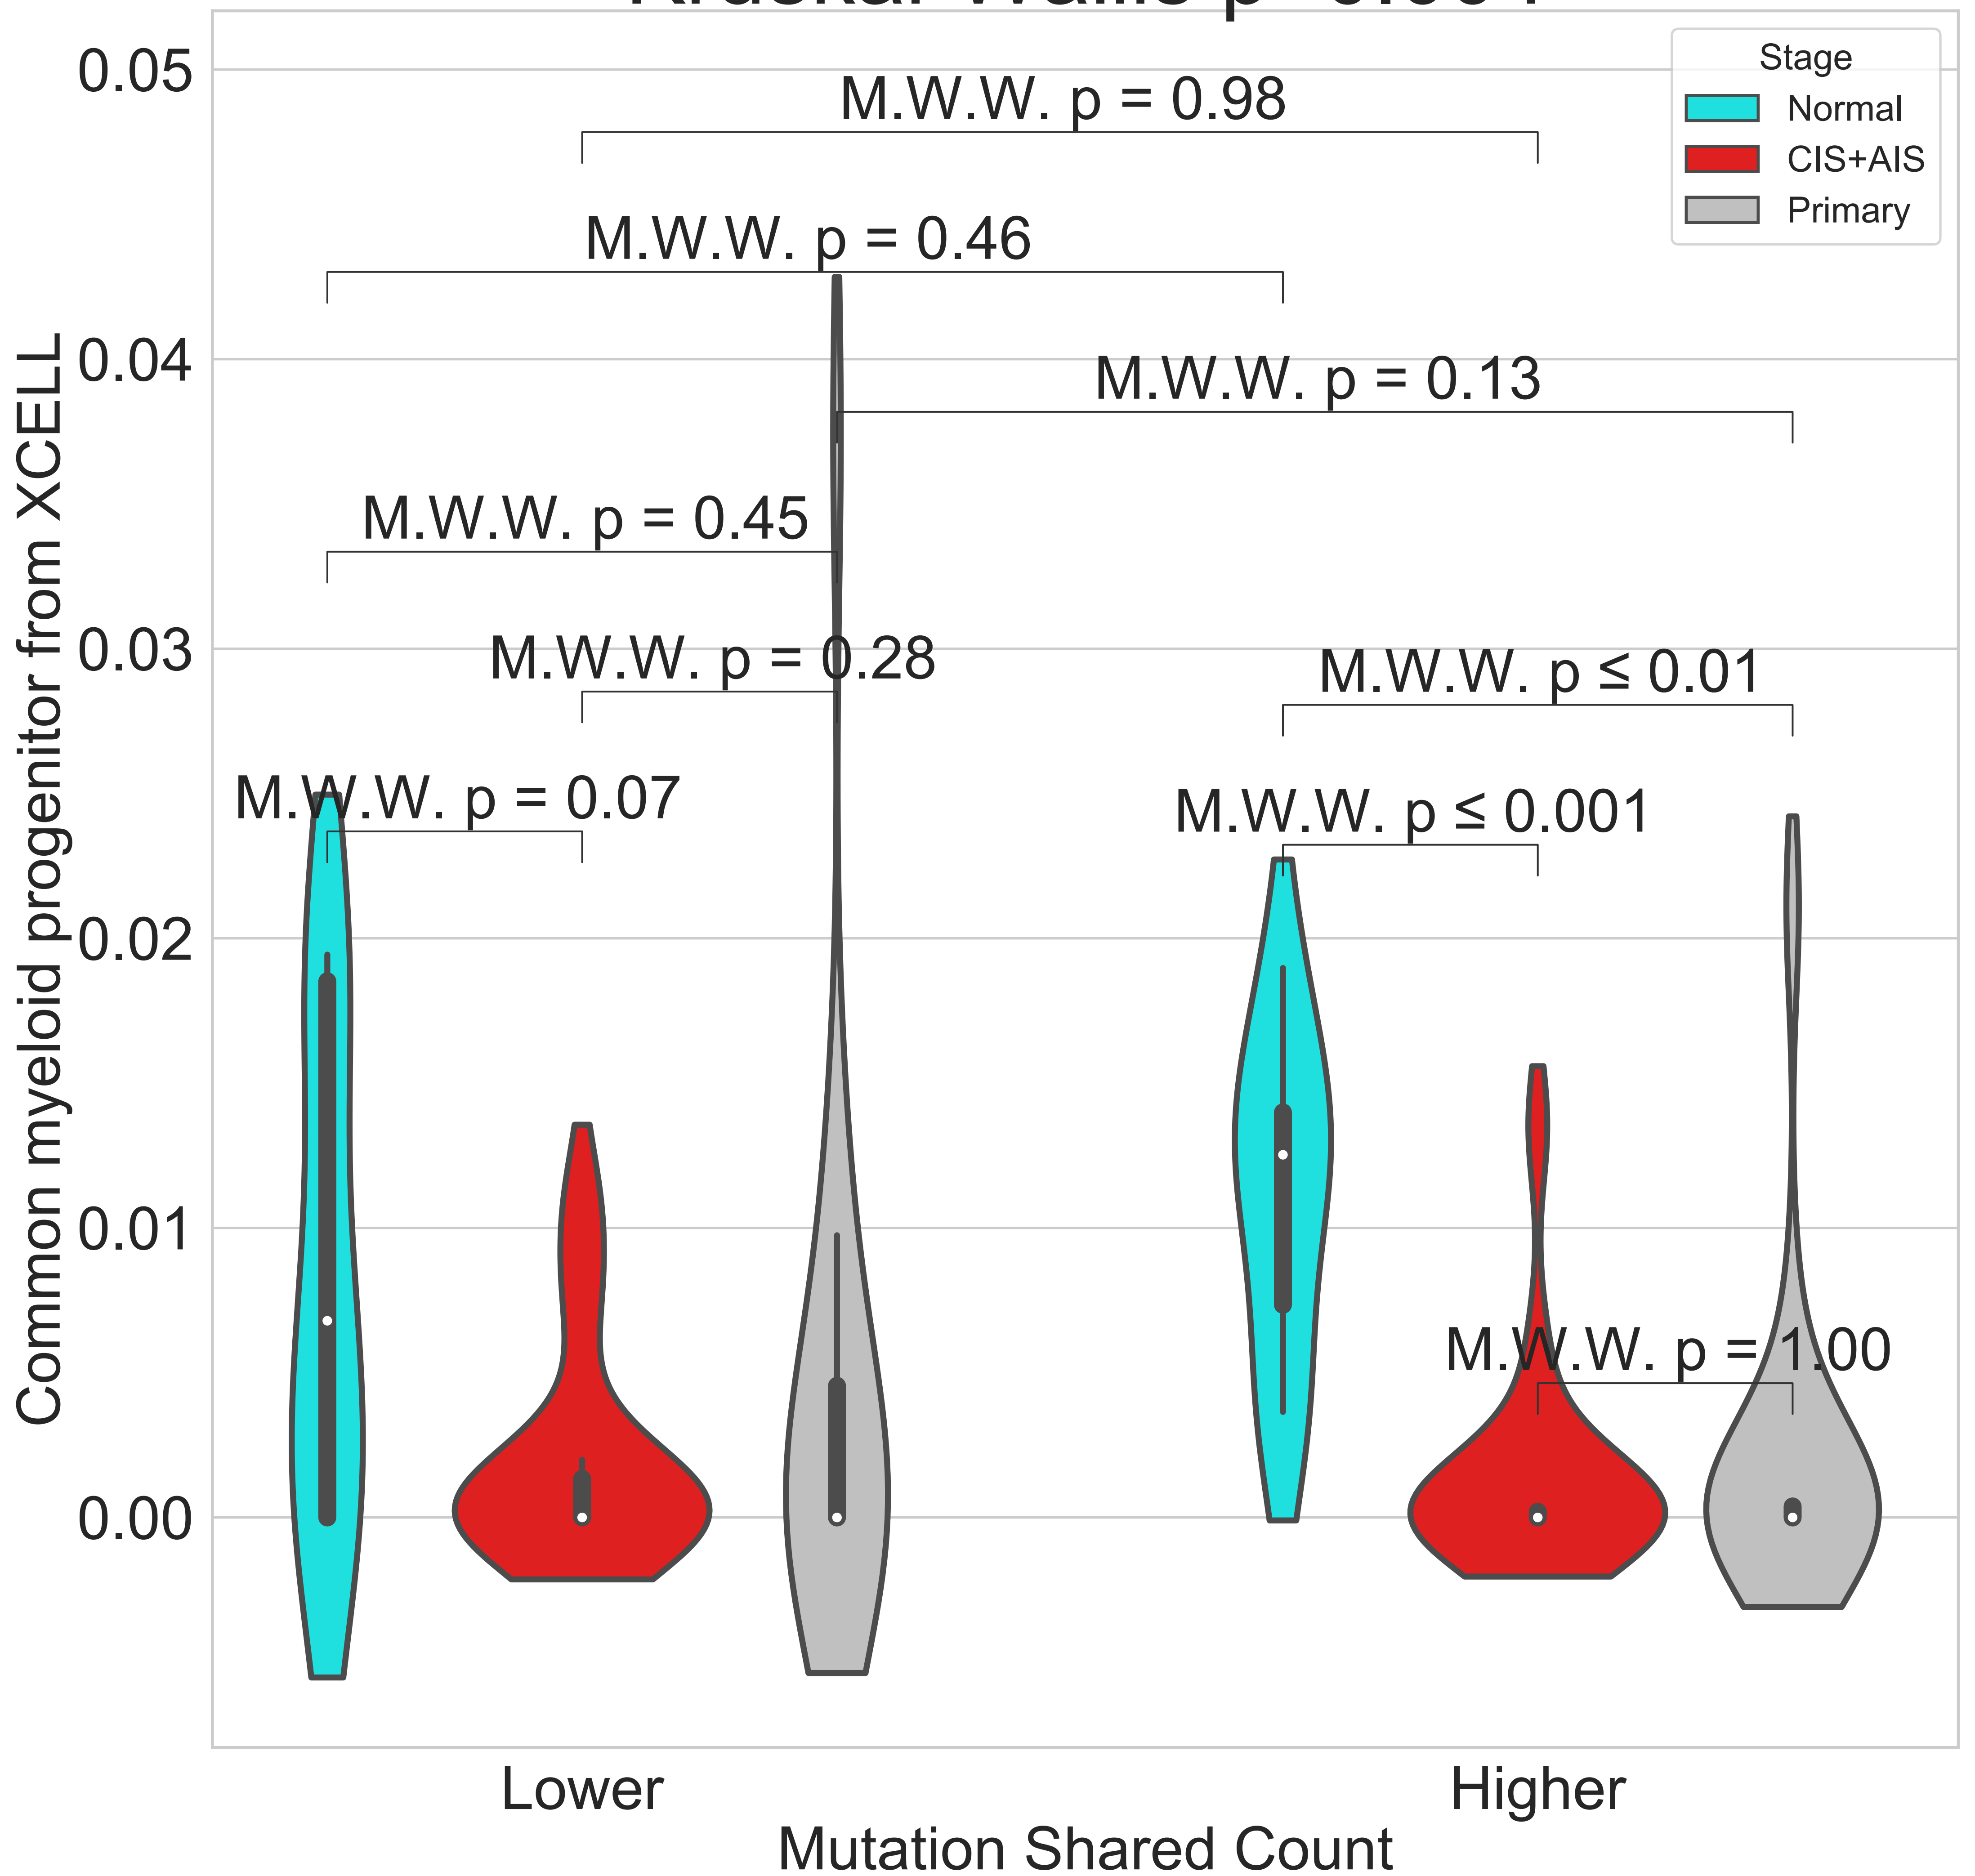 Stage
Normal
CIS+AIS
Primary
0.05
0.04
0.03
0.02
0.01
0.00
Common myeloid progenitor from XCELL
M.W.W. p = 0.98
M.W.W. p = 0.46
M.W.W. p = 0.13
M.W.W. p = 0.45
M.W.W. p = 0.28
M.W.W. p ≤ 0.01
M.W.W. p = 0.07
M.W.W. p ≤ 0.001
M.W.W. p = 1.00
Lower
Higher
Mutation Shared Count